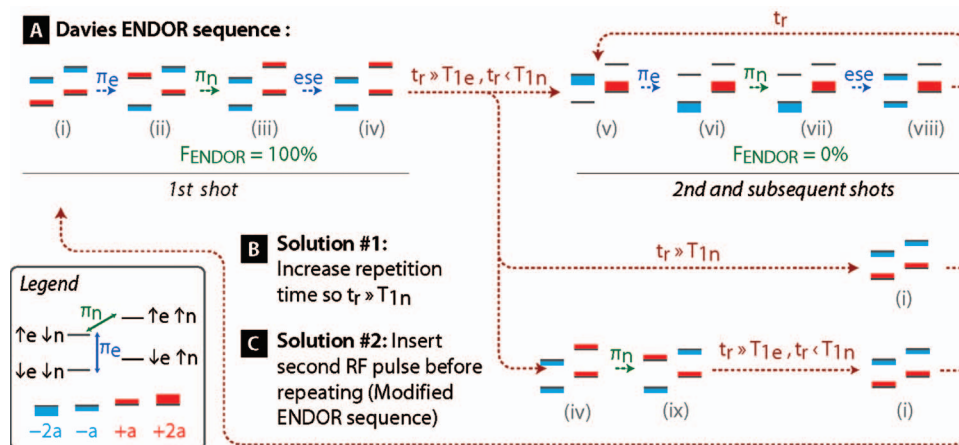 A Davies ENDOR sequence :
πe πn ese
(i) (ii) (iii) (iv)
FENDOR = 100%
1st shot
tr ≫ T1e , tr < T1n
tr
πe πn ese
(v) (vi) (vii) (viii)
FENDOR = 0%
2nd and subsequent shots
B Solution #1:
Increase repetition
time so tr ≫ T1n
tr ≫ T1n
(i)
C Solution #2: Insert
second RF pulse before
repeating (Modified
ENDOR sequence)
πn
tr ≫ T1e , tr < T1n
(iv) (ix) (i)
Legend
πn
↑e ↑n
↑e ↓n
πe
↓e ↑n
↓e ↓n
−2a −a +a +2a